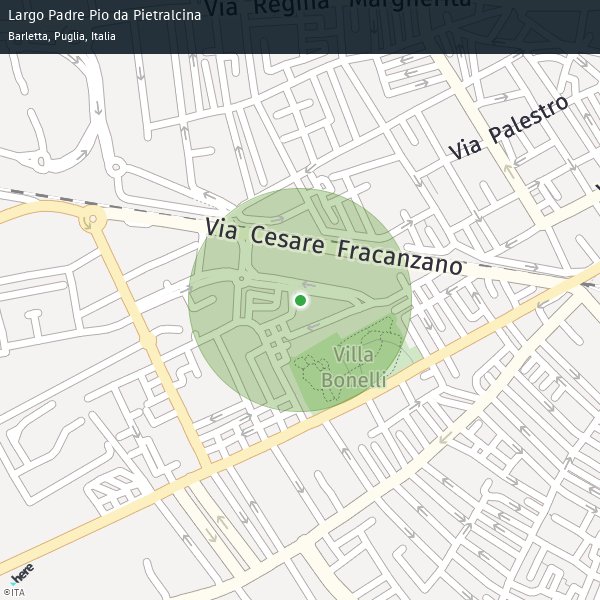 Largo Padre Pio da Pietralcina
Via Regina Margherita
Barletta, Puglia, Italia
Via Palestro
Via Cesare Fracanzano
Villa
Bonelli
here
©ITA